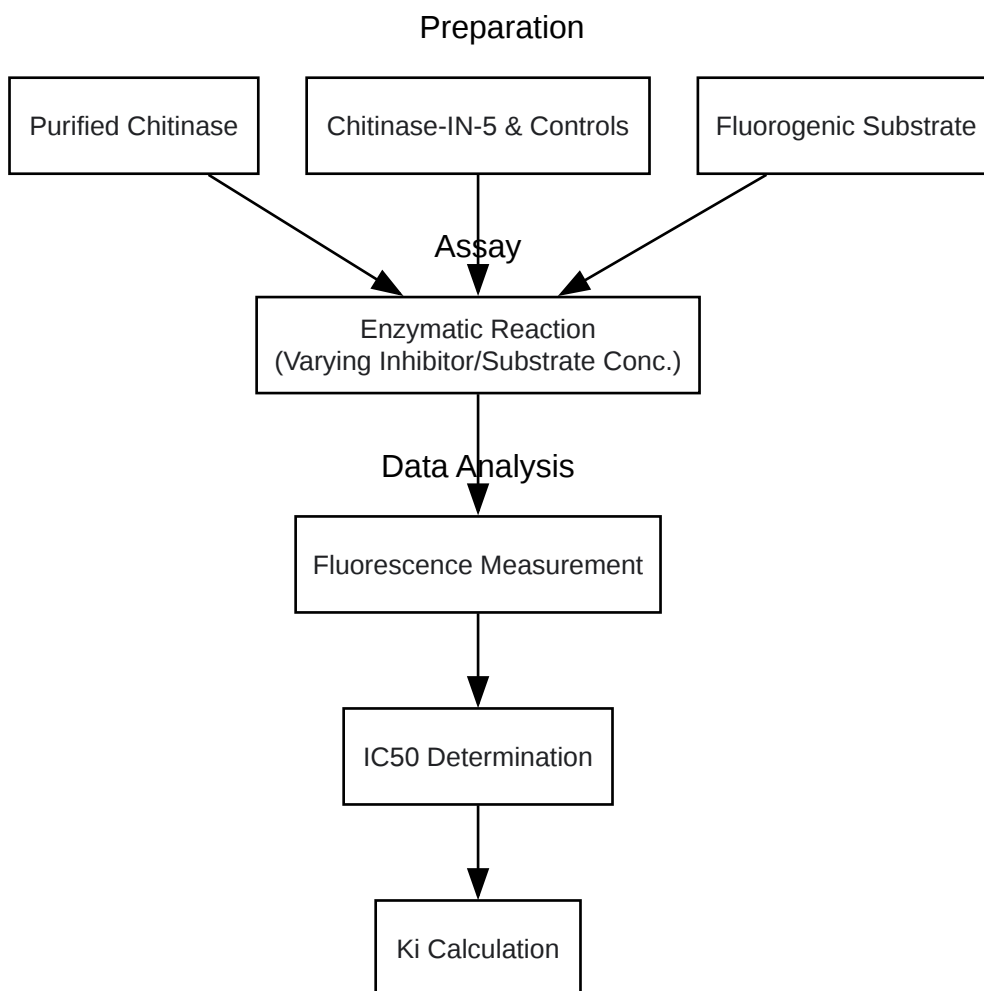 Preparation
Purified Chitinase
Chitinase-IN-5 & Controls
Fluorogenic Substrate
Assay
Enzymatic Reaction
(Varying Inhibitor/Substrate Conc.)
Data Analysis
Fluorescence Measurement
IC50 Determination
Ki Calculation